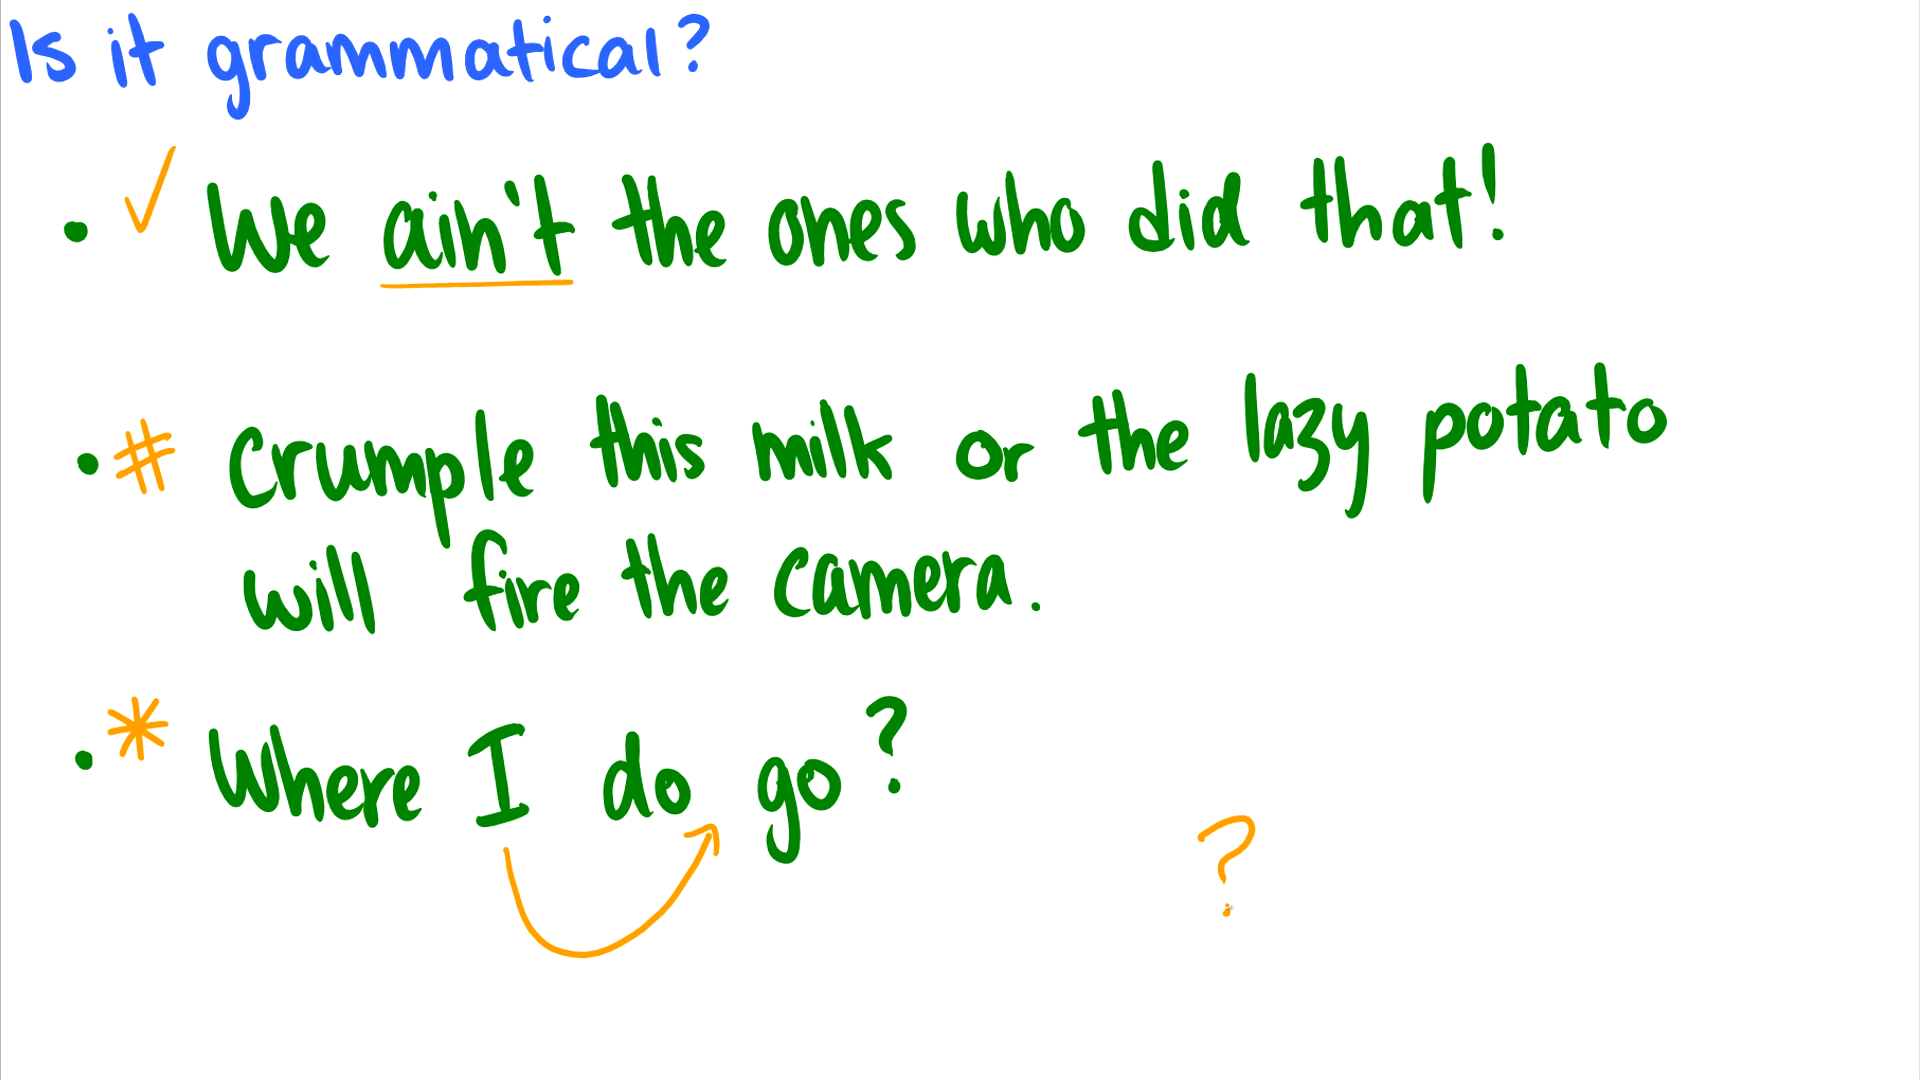 Is it grammatical?
• ✓ We ain't the ones who did that!
• # Crumple this milk or the lazy potato
will fire the camera.
• * Where I do go?
?